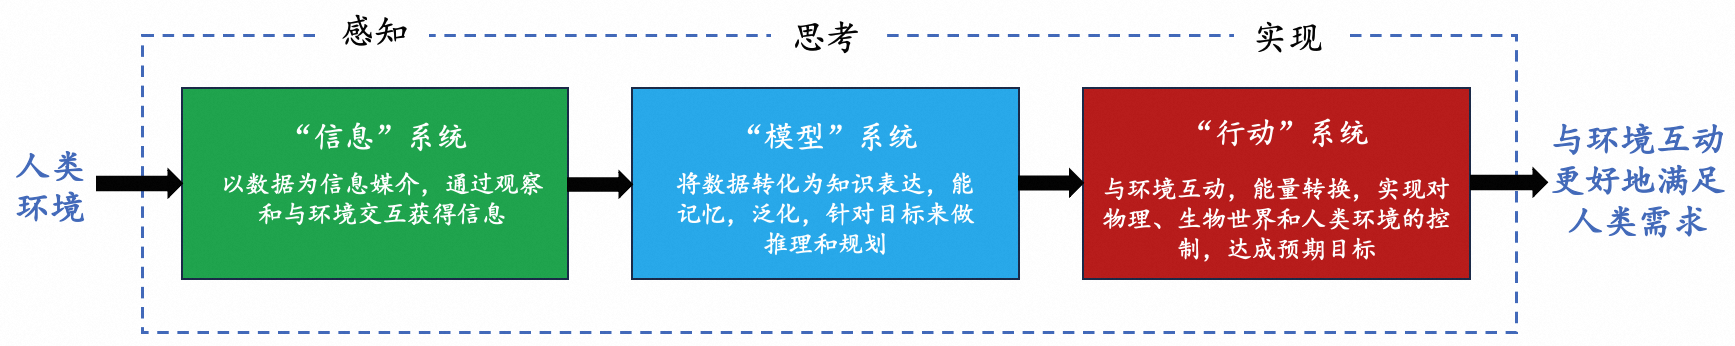 感知
思考
实现
人类
环境
“信息”系统
以数据为信息媒介，通过观察
和与环境交互获得信息
“模型”系统
将数据转化为知识表达，能
记忆，泛化，针对目标来做
推理和规划
“行动”系统
与环境互动，能量转换，实现对
物理、生物世界和人类环境的控
制，达成预期目标
与环境互动
更好地满足
人类需求